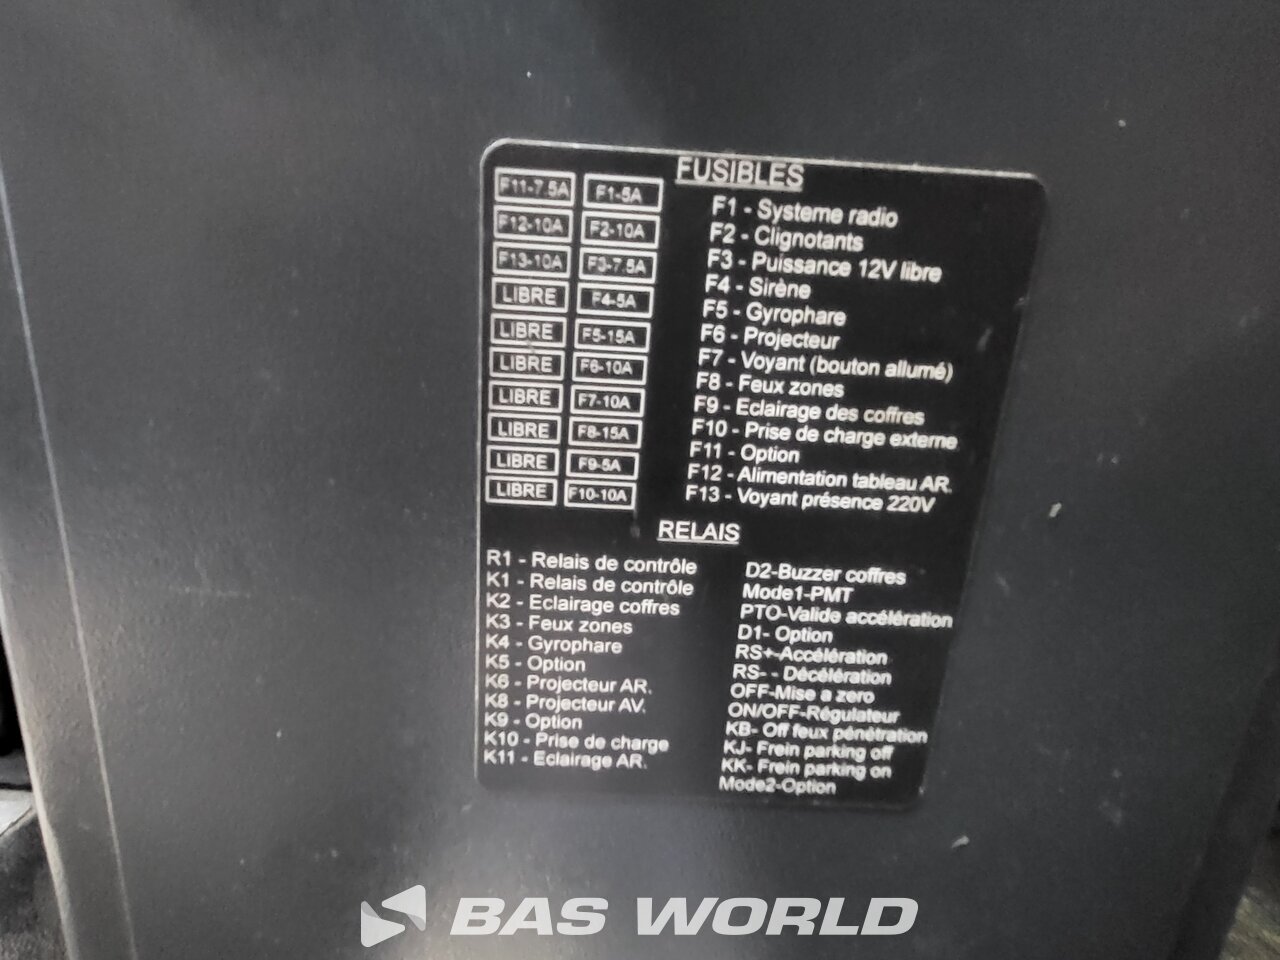 FUSIBLES
F11-7.5A F1-5A
F12-10A F2-10A
F13-10A F3-7.5A
LIBRE F4-5A
LIBRE F5-15A
LIBRE F6-10A
LIBRE F7-10A
LIBRE F8-15A
LIBRE F9-5A
LIBRE F10-10A
F1 - Systeme radio
F2 - Clignotants
F3 - Puissance 12V libre
F4 - Sirène
F5 - Gyrophare
F6 - Projecteur
F7 - Voyant (bouton allumé)
F8 - Feux zones
F9 - Eclairage des coffres
F10 - Prise de charge externe
F11 - Option
F12 - Alimentation tableau AR.
F13 - Voyant présence 220V
RELAIS
R1 - Relais de contrôle
K1 - Relais de contrôle
K2 - Eclairage coffres
K3 - Feux zones
K4 - Gyrophare
K5 - Option
K6 - Projecteur AR.
K8 - Projecteur AV.
K9 - Option
K10 - Prise de charge
K11 - Eclairage AR.
D2-Buzzer coffres
Mode1-PMT
PTO-Valide accélération
D1- Option
RS+-Accélération
RS- - Décélération
OFF-Mise a zero
ON/OFF-Régulateur
KB- Off feux pénétration
KJ- Frein parking off
KK- Frein parking on
Mode2-Option
BAS WORLD